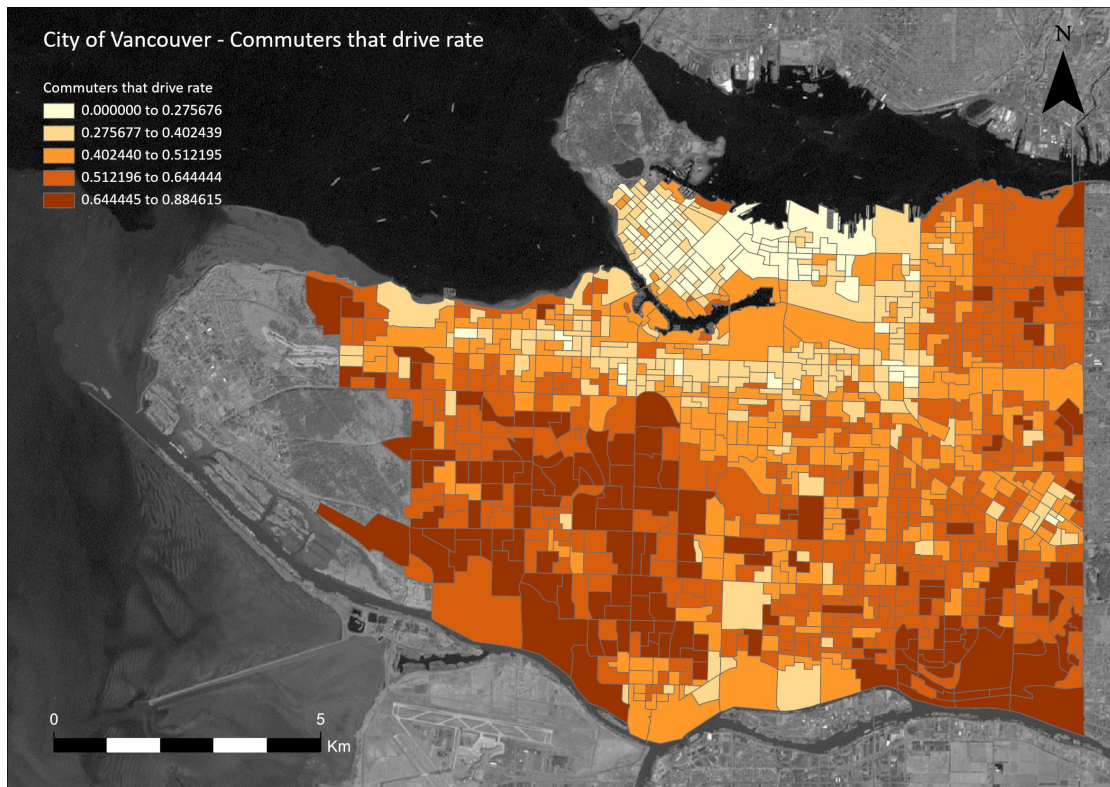 City of Vancouver - Commuters that drive rate
N
Commuters that drive rate
0.000000 to 0.275676
0.275677 to 0.402439
0.402440 to 0.512195
0.512196 to 0.644444
0.644445 to 0.884615
0 5
Km